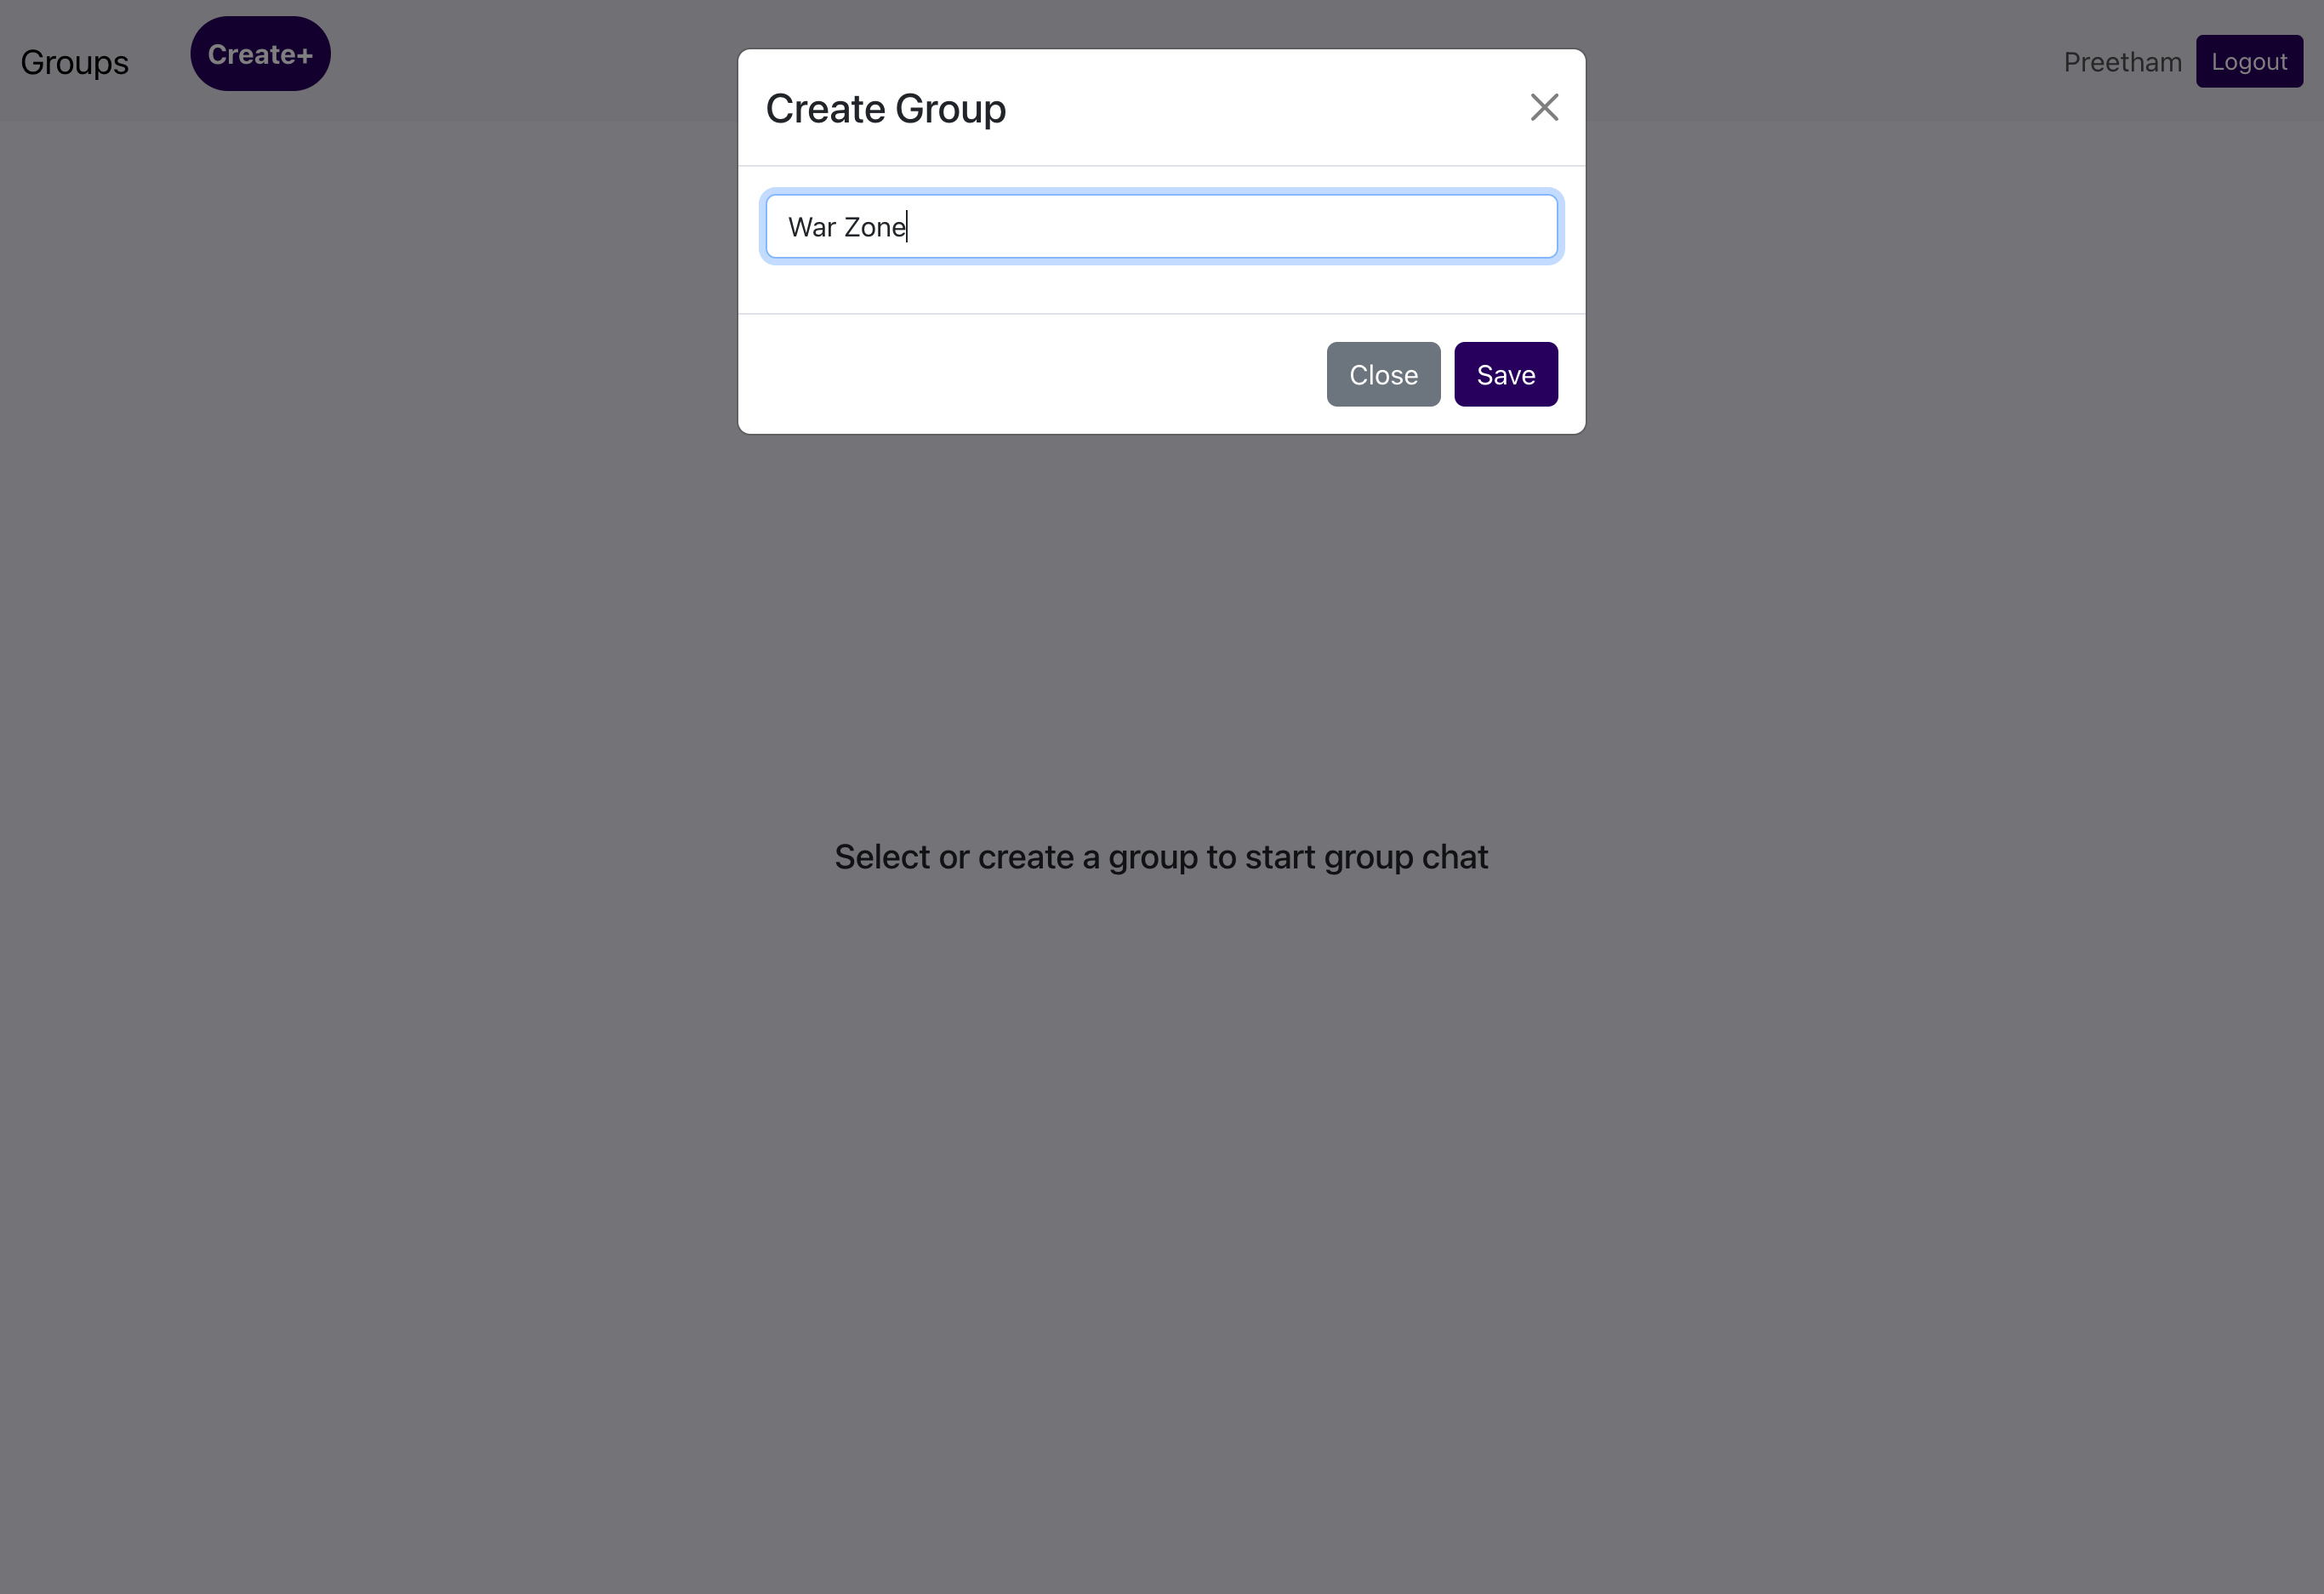 Groups
Create+
Preetham
Logout
Create Group
War Zone
Close
Save
Select or create a group to start group chat